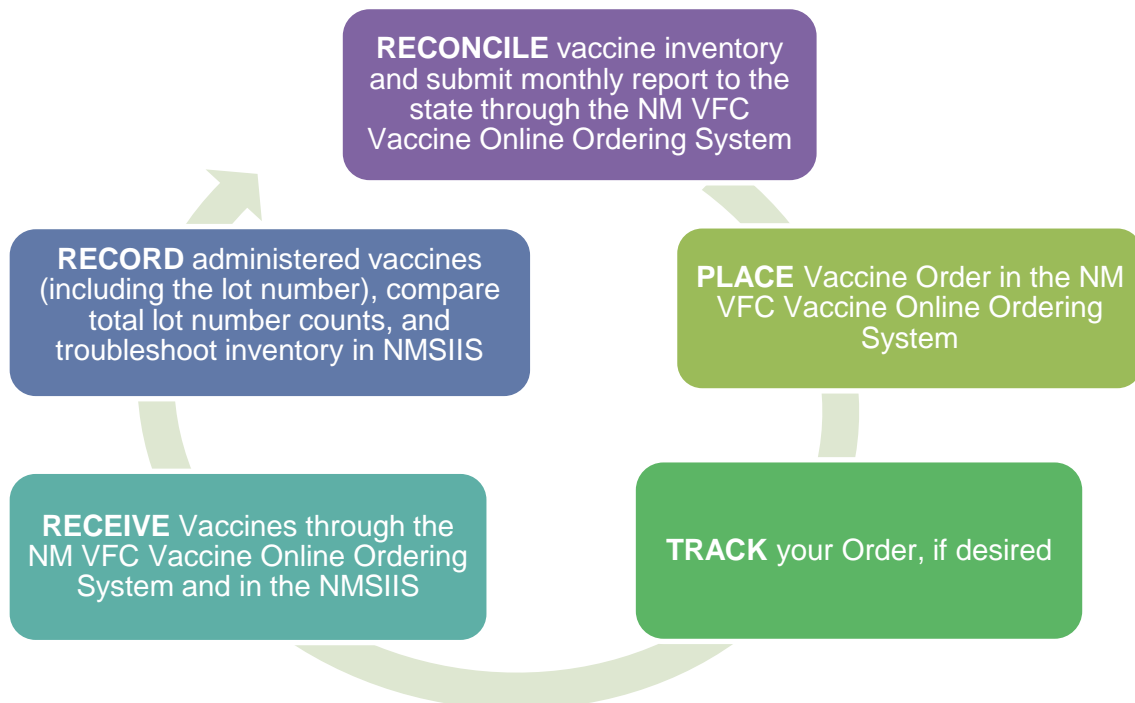 RECONCILE vaccine inventory
and submit monthly report to the
state through the NM VFC
Vaccine Online Ordering System
PLACE Vaccine Order in the NM
VFC Vaccine Online Ordering
System
TRACK your Order, if desired
RECEIVE Vaccines through the
NM VFC Vaccine Online Ordering
System and in the NMSIIS
RECORD administered vaccines
(including the lot number), compare
total lot number counts, and
troubleshoot inventory in NMSIIS